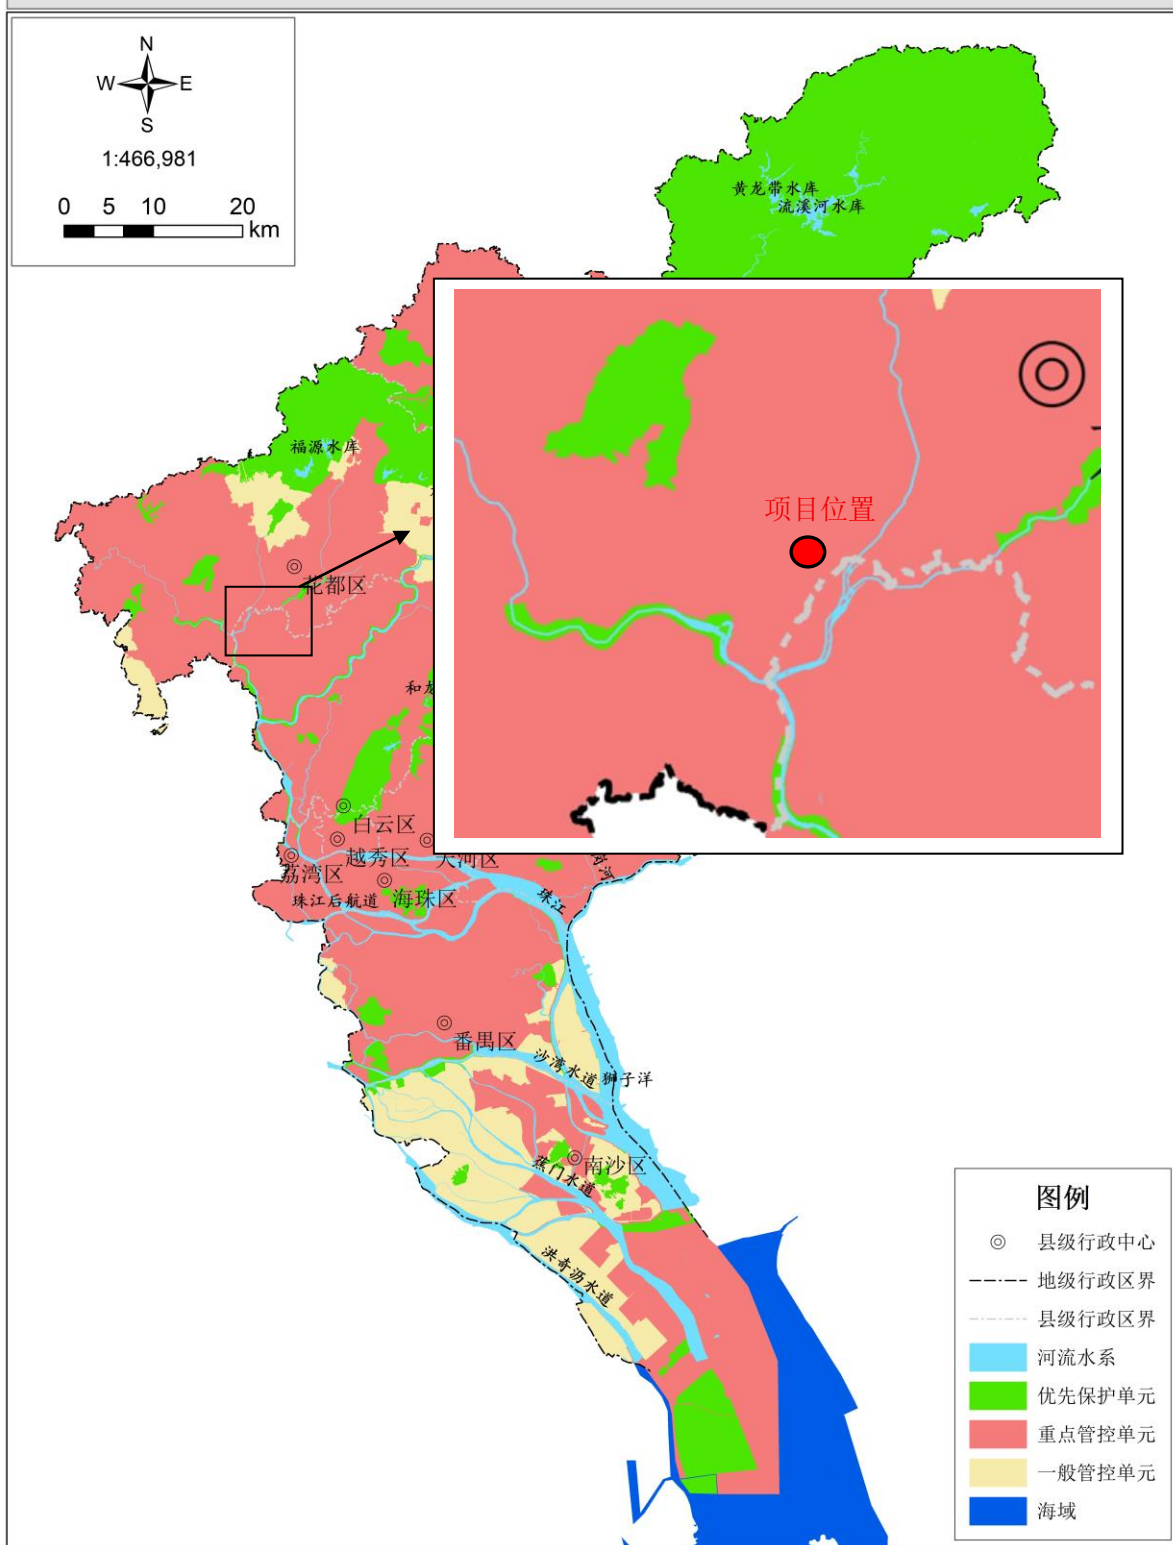 N
W E
S
1:466,981
0 5 10 20
km
黄龙带水库
流溪河水库
福源水库
项目位置
花都区
和龙
白云区
越秀区
天河区
荔湾区
海珠区
珠江后航道
珠江
番禺区
沙湾水道
狮子洋
南沙区
蕉门水道
洪奇沥水道
图例
县级行政中心
地级行政区界
县级行政区界
河流水系
优先保护单元
重点管控单元
一般管控单元
海域